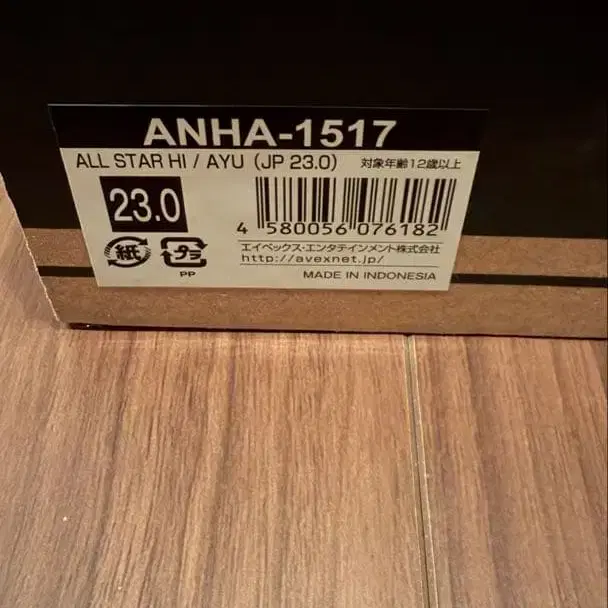 ANHA-1517
ALL STAR HI / AYU (JP 23.0) 対象年齢12歳以上
23.0
4 580056 076182
紙 プラ
PP
エイベックス・エンタテインメント株式会社
http://avexnet.jp/
MADE IN INDONESIA